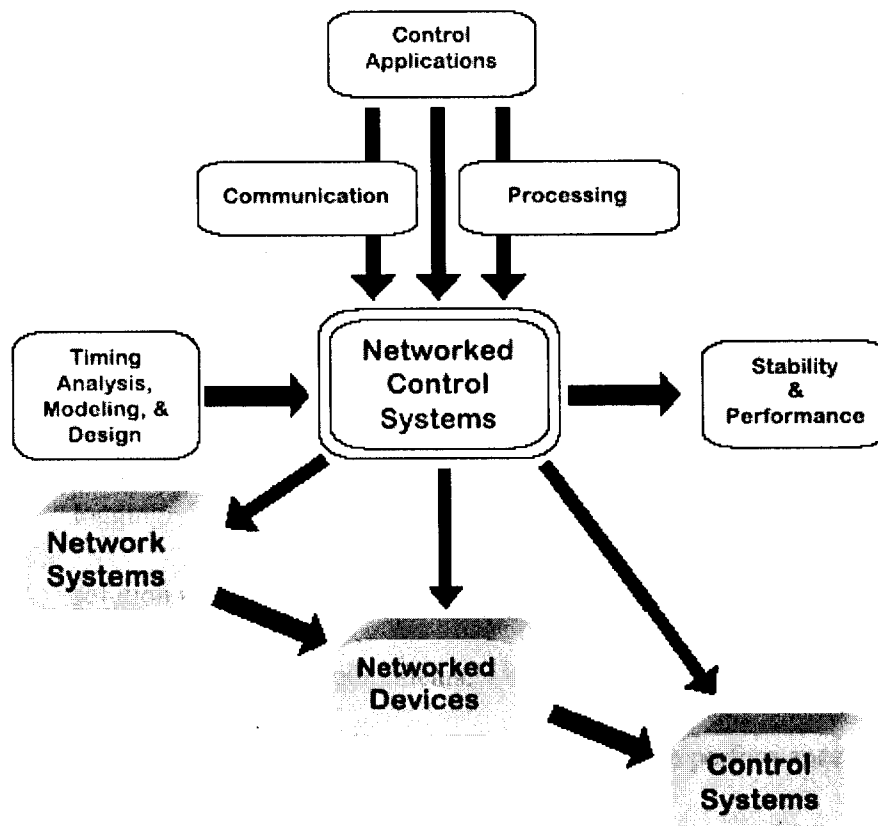 Control
Applications
Communication
Processing
Timing
Analysis,
Modeling, &
Design
Networked
Control
Systems
Stability
&
Performance
Network
Systems
Networked
Devices
Control
Systems